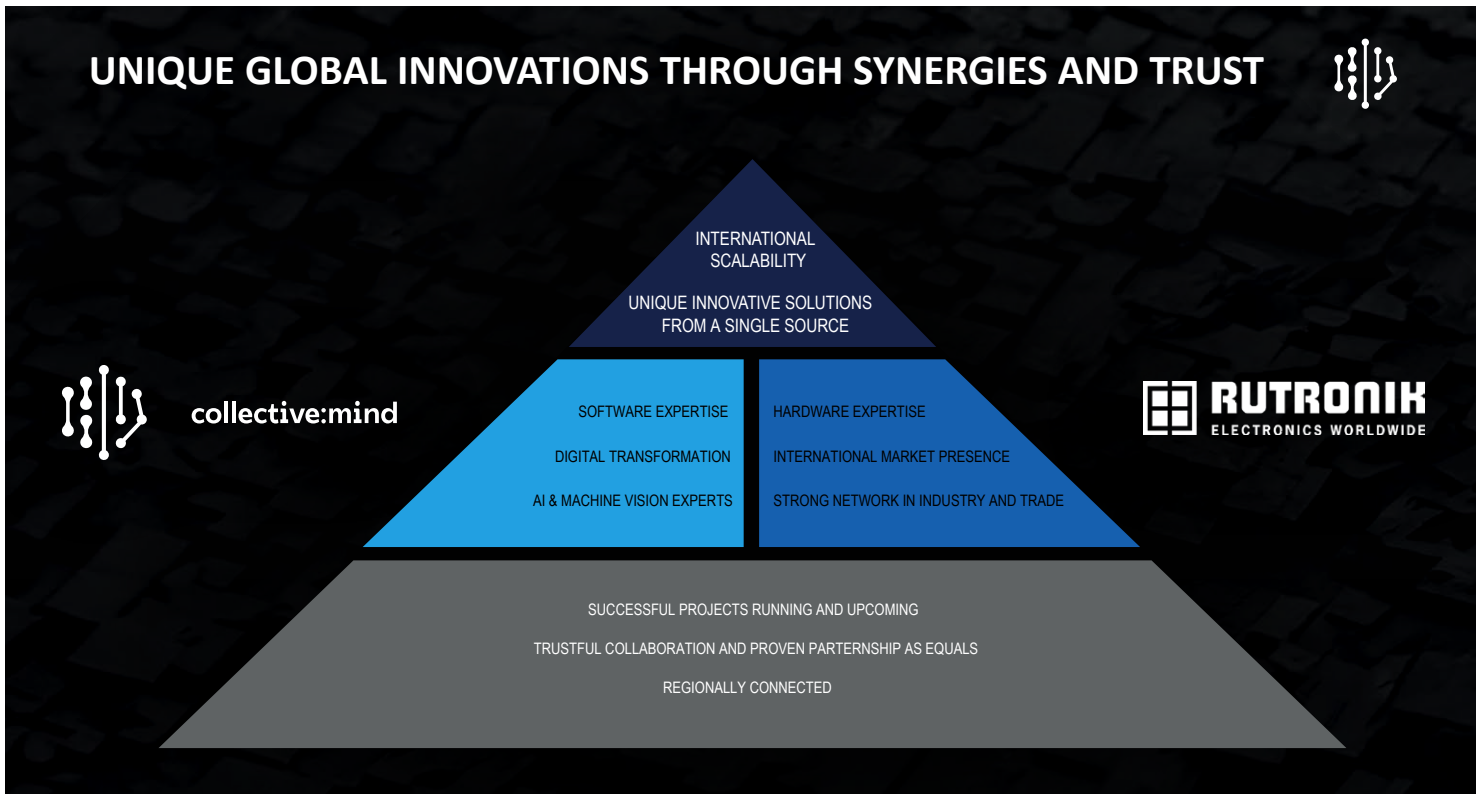 UNIQUE GLOBAL INNOVATIONS THROUGH SYNERGIES AND TRUST
INTERNATIONAL
SCALABILITY
UNIQUE INNOVATIVE SOLUTIONS
FROM A SINGLE SOURCE
collective:mind
SOFTWARE EXPERTISE
DIGITAL TRANSFORMATION
AI & MACHINE VISION EXPERTS
HARDWARE EXPERTISE
INTERNATIONAL MARKET PRESENCE
STRONG NETWORK IN INDUSTRY AND TRADE
RUTRONIK
ELECTRONICS WORLDWIDE
SUCCESSFUL PROJECTS RUNNING AND UPCOMING
TRUSTFUL COLLABORATION AND PROVEN PARTERNSHIP AS EQUALS
REGIONALLY CONNECTED